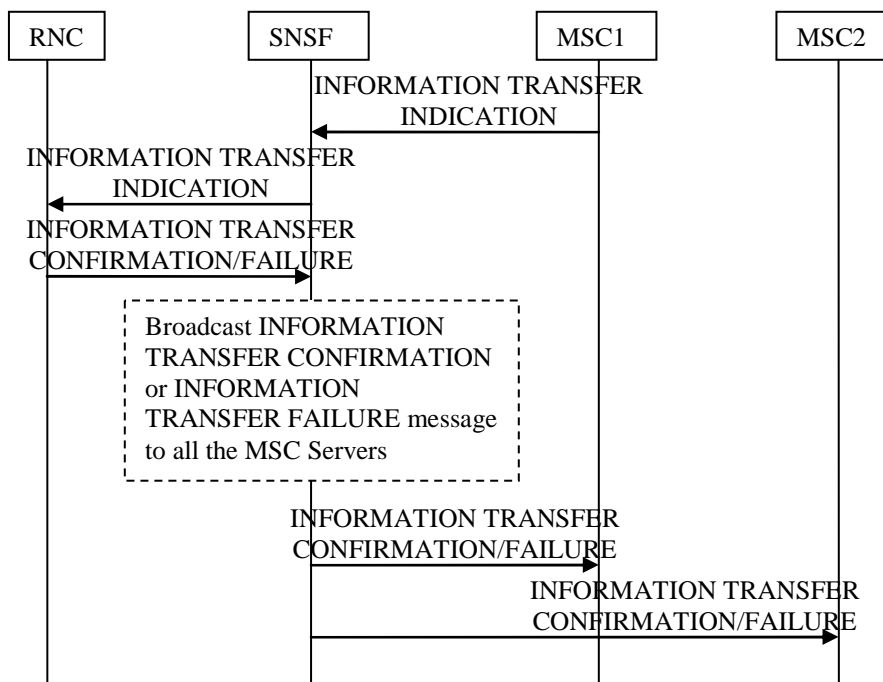 RNC SNSF MSC1 MSC2
INFORMATION TRANSFER
INDICATION
INFORMATION TRANSFER
INDICATION
INFORMATION TRANSFER
CONFIRMATION/FAILURE
Broadcast INFORMATION
TRANSFER CONFIRMATION
or INFORMATION
TRANSFER FAILURE message
to all the MSC Servers
INFORMATION TRANSFER
CONFIRMATION/FAILURE
INFORMATION TRANSFER
CONFIRMATION/FAILURE